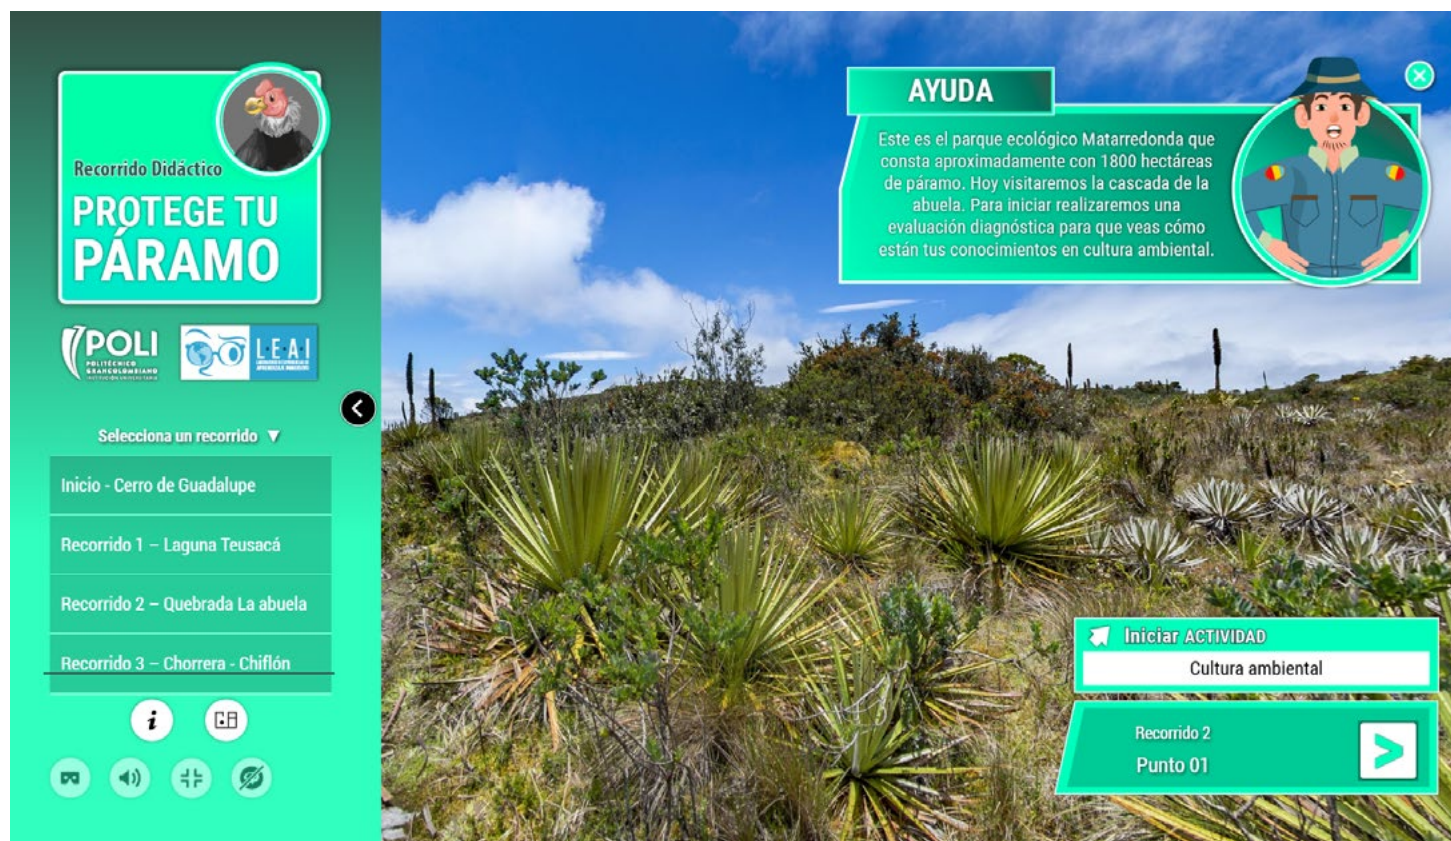 Recorrido Didáctico
PROTEGE TU
PÁRAMO
POLI
POLITÉCNICO
GRANCOLOMBIANO
INSTITUCIÓN UNIVERSITARIA
L·E·A·I
Selecciona un recorrido ▼
Inicio - Cerro de Guadalupe
Recorrido 1 – Laguna Teusacá
Recorrido 2 – Quebrada La abuela
Recorrido 3 – Chorrera - Chiflón
AYUDA
Este es el parque ecológico Matarredonda que
consta aproximadamente con 1800 hectáreas
de páramo. Hoy visitaremos la cascada de la
abuela. Para iniciar realizaremos una
evaluación diagnóstica para que veas cómo
están tus conocimientos en cultura ambiental.
Iniciar ACTIVIDAD
Cultura ambiental
Recorrido 2
Punto 01